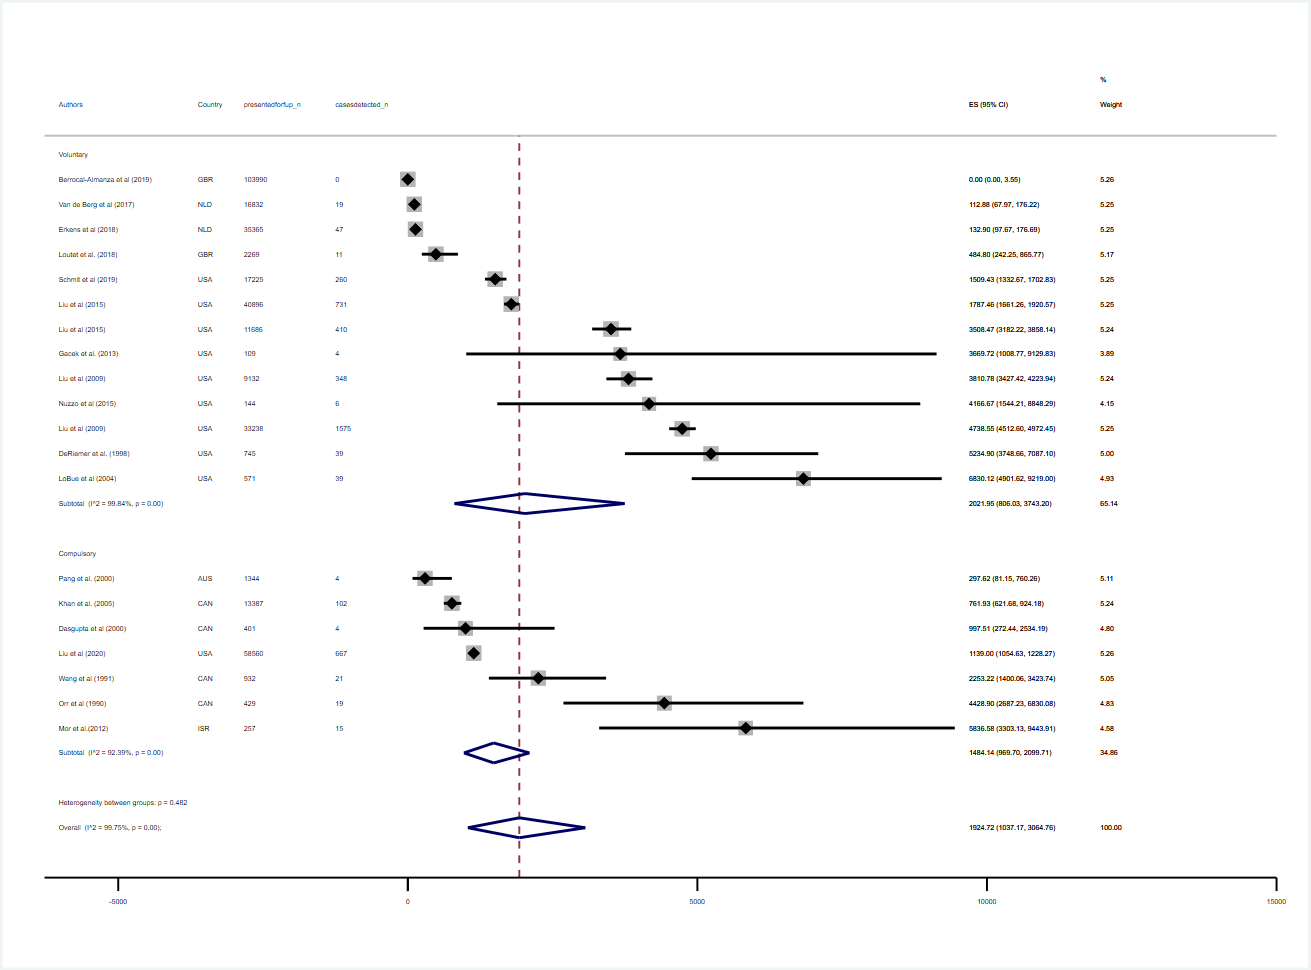 %
Authors Country presentedforfup_n casesdetected_n ES (95% CI) Weight
Voluntary
Berrocal-Almanza et al (2019) GBR 103990 0 0.00 (0.00, 3.55) 5.26
Van de Berg et al (2017) NLD 16832 19 112.88 (67.97, 176.22) 5.25
Erkens et al (2018) NLD 35365 47 132.90 (97.67, 176.69) 5.25
Loutet et al. (2018) GBR 2269 11 484.80 (242.25, 865.77) 5.17
Schmit et al (2019) USA 17225 260 1509.43 (1332.67, 1702.83) 5.25
Liu et al (2015) USA 40896 731 1787.46 (1661.26, 1920.57) 5.25
Liu et al (2015) USA 11686 410 3508.47 (3182.22, 3858.14) 5.24
Gacek et al. (2013) USA 109 4 3669.72 (1008.77, 9129.83) 3.89
Liu et al (2009) USA 9132 348 3810.78 (3427.42, 4223.94) 5.24
Nuzzo et al (2015) USA 144 6 4166.67 (1544.21, 8848.29) 4.15
Liu et al (2009) USA 33238 1575 4738.55 (4512.60, 4972.45) 5.25
DeRiemer et al. (1998) USA 745 39 5234.90 (3748.66, 7087.10) 5.00
LoBue et al (2004) USA 571 39 6830.12 (4901.62, 9219.00) 4.93
Subtotal (I^2 = 99.84%, p = 0.00) 2021.95 (806.03, 3743.20) 65.14
Compulsory
Pang et al. (2000) AUS 1344 4 297.62 (81.15, 760.26) 5.11
Khan et al. (2005) CAN 13387 102 761.93 (621.68, 924.18) 5.24
Dasgupta et al (2000) CAN 401 4 997.51 (272.44, 2534.19) 4.80
Liu et al (2020) USA 58560 667 1139.00 (1054.63, 1228.27) 5.26
Wang et al (1991) CAN 932 21 2253.22 (1400.06, 3423.74) 5.05
Orr et al (1990) CAN 429 19 4428.90 (2687.23, 6830.08) 4.83
Mor et al.(2012) ISR 257 15 5836.58 (3303.13, 9443.91) 4.58
Subtotal (I^2 = 92.39%, p = 0.00) 1484.14 (969.70, 2099.71) 34.86
Heterogeneity between groups: p = 0.482
Overall (I^2 = 99.75%, p = 0.00); 1924.72 (1037.17, 3064.76) 100.00
-5000 0 5000 10000 15000